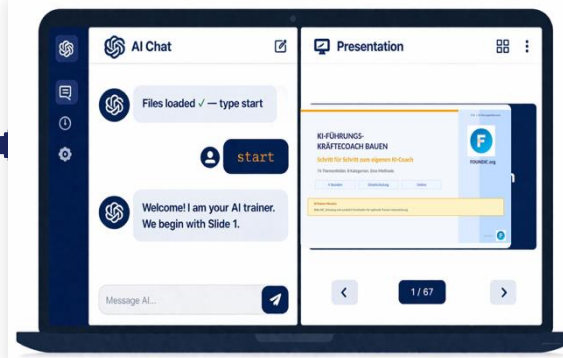 AI Chat
Files loaded ✓ — type start
start
Welcome! I am your AI trainer.
We begin with Slide 1.
Message AI...
Presentation
KI-FÜHRUNGS-
KRÄFTECOACH BAUEN
Schritt für Schritt zum eigenen KI-Coach
F
FOUNDIC.org
F
1 / 67